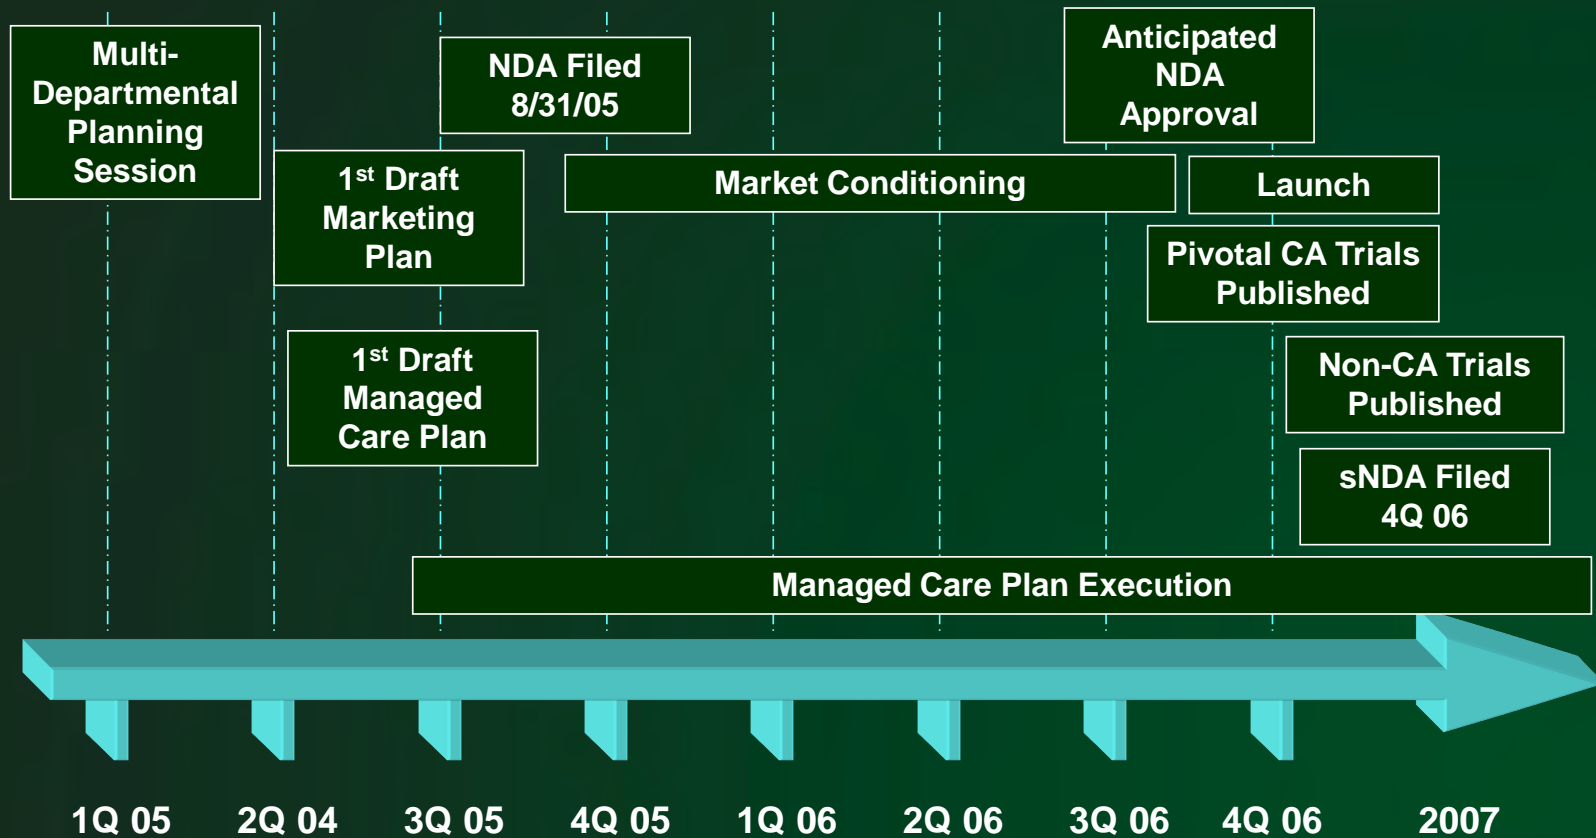 Multi-
Departmental
Planning
Session
NDA Filed
8/31/05
Anticipated
NDA
Approval
1st Draft
Marketing
Plan
Market Conditioning
Launch
Pivotal CA Trials
Published
1st Draft
Managed
Care Plan
Non-CA Trials
Published
sNDA Filed
4Q 06
Managed Care Plan Execution
1Q 05
2Q 04
3Q 05
4Q 05
1Q 06
2Q 06
3Q 06
4Q 06
2007